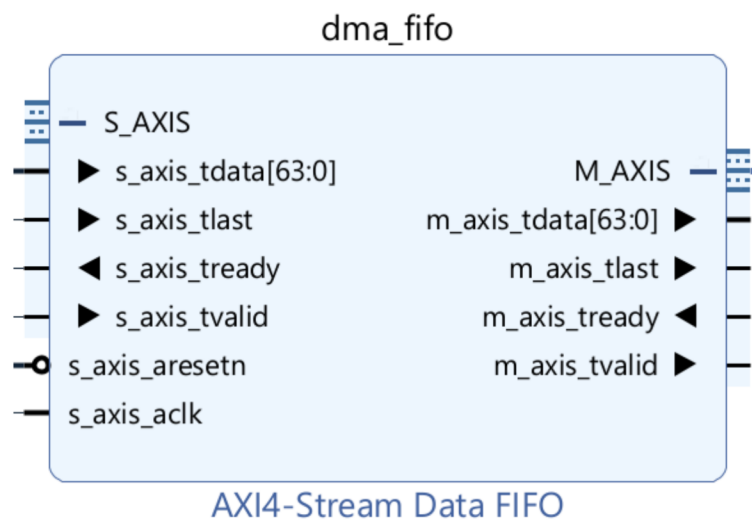 dma_fifo
S_AXIS
s_axis_tdata[63:0]
s_axis_tlast
s_axis_tready
s_axis_tvalid
s_axis_aresetn
s_axis_aclk
M_AXIS
m_axis_tdata[63:0]
m_axis_tlast
m_axis_tready
m_axis_tvalid
AXI4-Stream Data FIFO